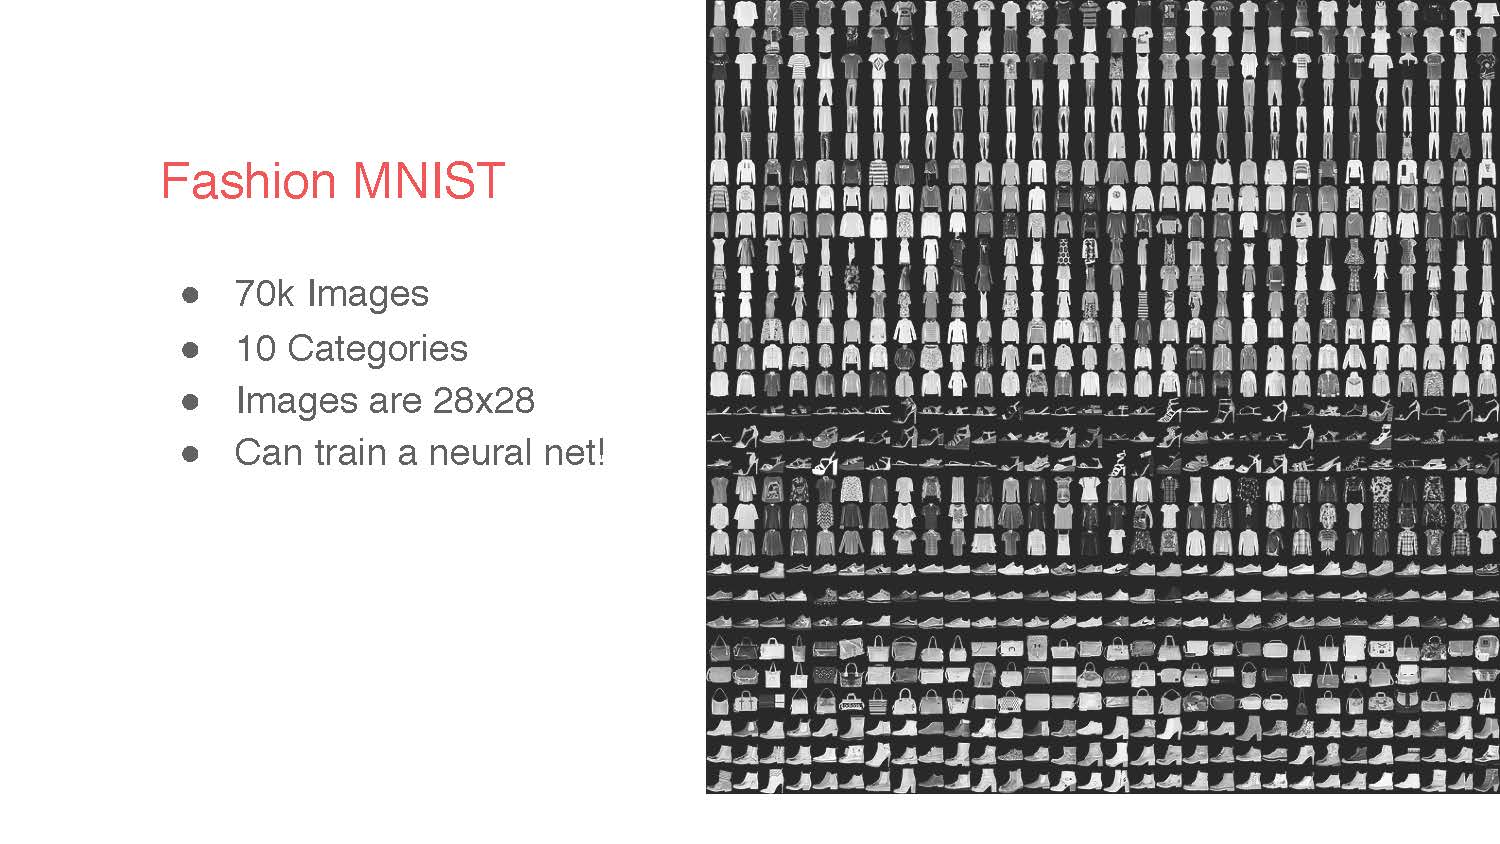 Fashion MNIST
● 70k Images
● 10 Categories
● Images are 28x28
● Can train a neural net!